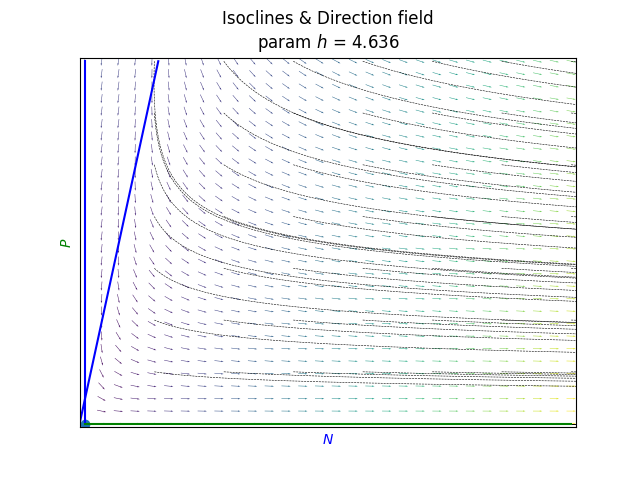 Isoclines & Direction field
param h = 4.636
P
N